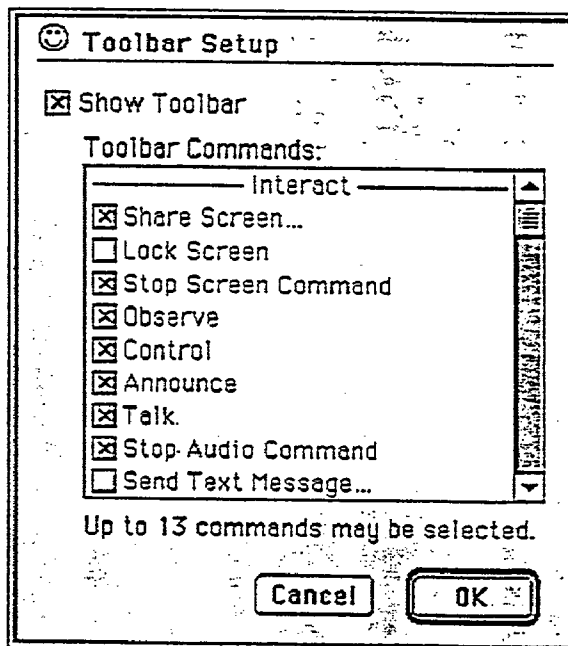 Toolbar Setup
Show Toolbar
Toolbar Commands:
Interact
Share Screen...
Lock Screen
Stop Screen Command
Observe
Control
Announce
Talk
Stop Audio Command
Send Text Message...
Up to 13 commands may be selected.
Cancel OK